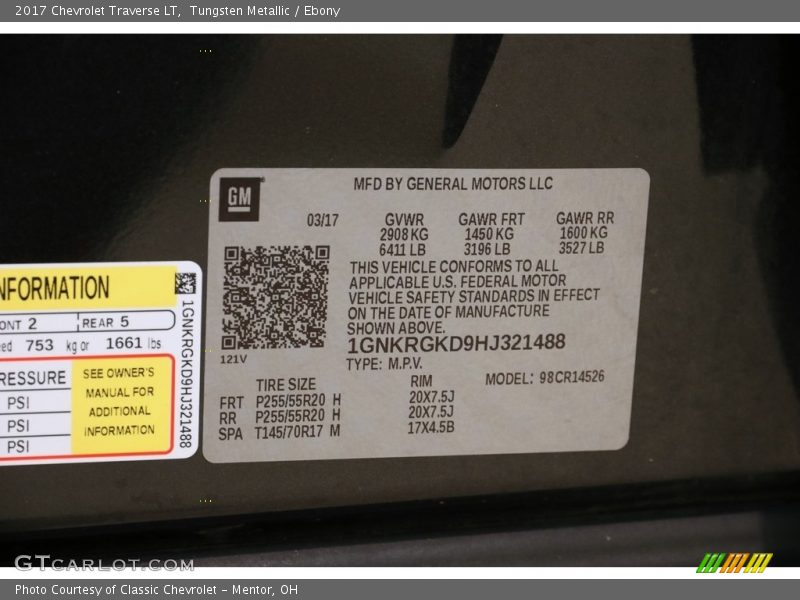 2017 Chevrolet Traverse LT,  Tungsten Metallic / Ebony
GM
MFD BY GENERAL MOTORS LLC
03/17
GVWR GAWR FRT GAWR RR
2908 KG 1450 KG 1600 KG
6411 LB 3196 LB 3527 LB
THIS VEHICLE CONFORMS TO ALL
APPLICABLE U.S. FEDERAL MOTOR
VEHICLE SAFETY STANDARDS IN EFFECT
ON THE DATE OF MANUFACTURE
SHOWN ABOVE.
1GNKRGKD9HJ321488
121V
TYPE: M.P.V.
TIRE SIZE RIM MODEL: 98CR14526
FRT P255/55R20 H 20X7.5J
RR P255/55R20 H 20X7.5J
SPA T145/70R17 M 17X4.5B
NFORMATION
ONT 2 REAR 5
eed 753 kg or 1661 lbs
RESSURE
PSI
PSI
PSI
SEE OWNER'S
MANUAL FOR
ADDITIONAL
INFORMATION
1GNKRGKD9HJ321488
GTCARLOT.COM
Photo Courtesy of Classic Chevrolet - Mentor, OH